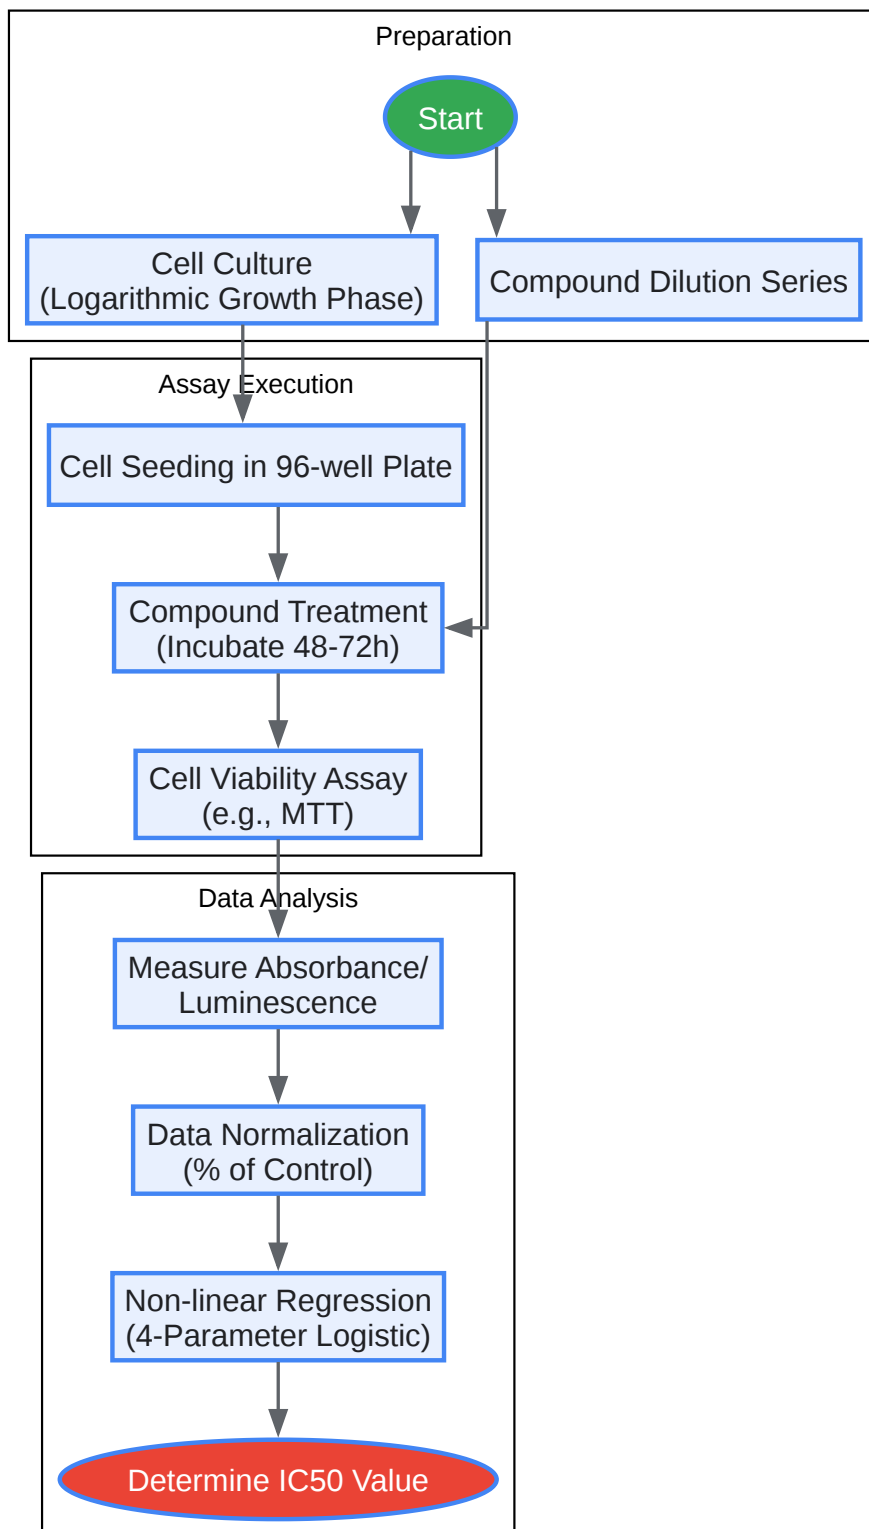 Preparation
Start
Cell Culture
(Logarithmic Growth Phase)
Compound Dilution Series
Assay Execution
Cell Seeding in 96-well Plate
Compound Treatment
(Incubate 48-72h)
Cell Viability Assay
(e.g., MTT)
Data Analysis
Measure Absorbance/
Luminescence
Data Normalization
(% of Control)
Non-linear Regression
(4-Parameter Logistic)
Determine IC50 Value